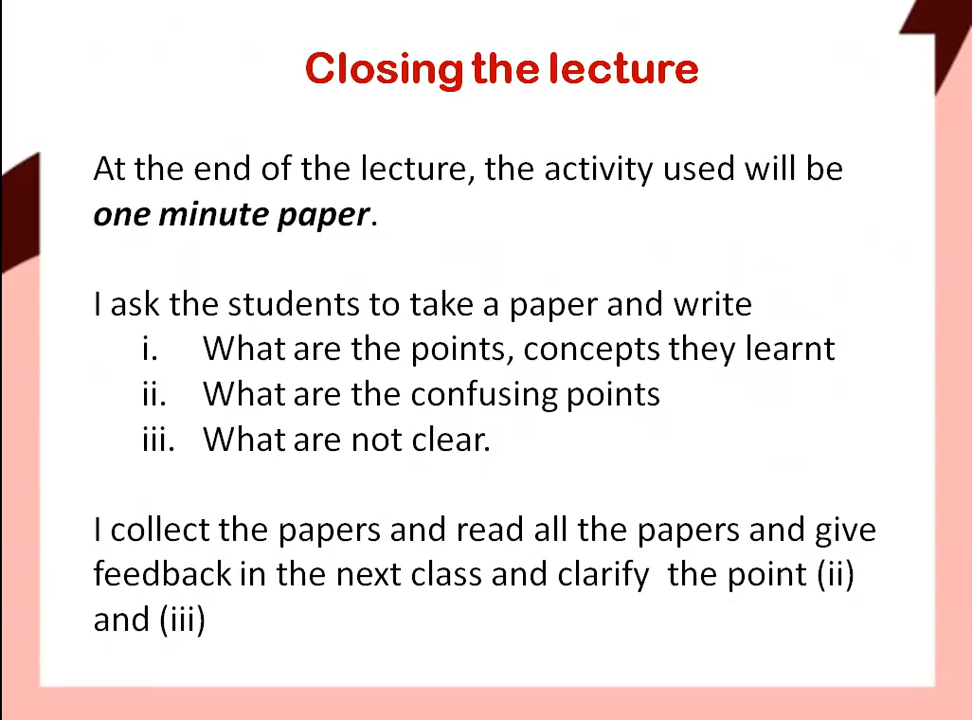 Closing the lecture
At the end of the lecture, the activity used will be
one minute paper.
I ask the students to take a paper and write
i. What are the points, concepts they learnt
ii. What are the confusing points
iii. What are not clear.
I collect the papers and read all the papers and give
feedback in the next class and clarify  the point (ii)
and (iii)